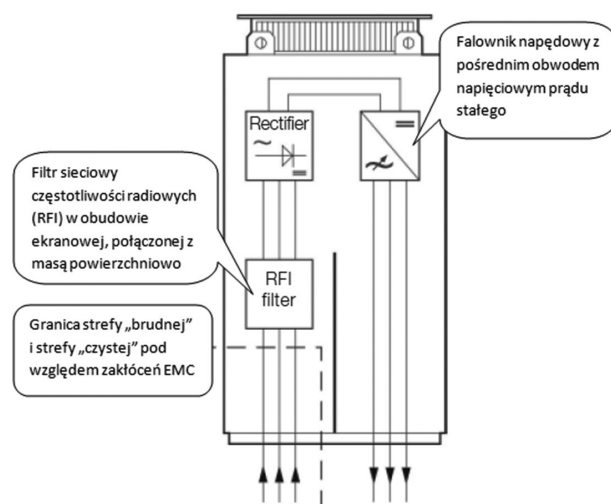 Falownik napędowy z
pośrednim obwodem
napięciowym prądu
stałego
Rectifier
Filtr sieciowy
częstotliwości radiowych
(RFI) w obudowie
ekranowej, połączonej z
masą powierzchniowo
RFI
filter
Granica strefy „brudnej”
i strefy „czystej” pod
względem zakłóceń EMC